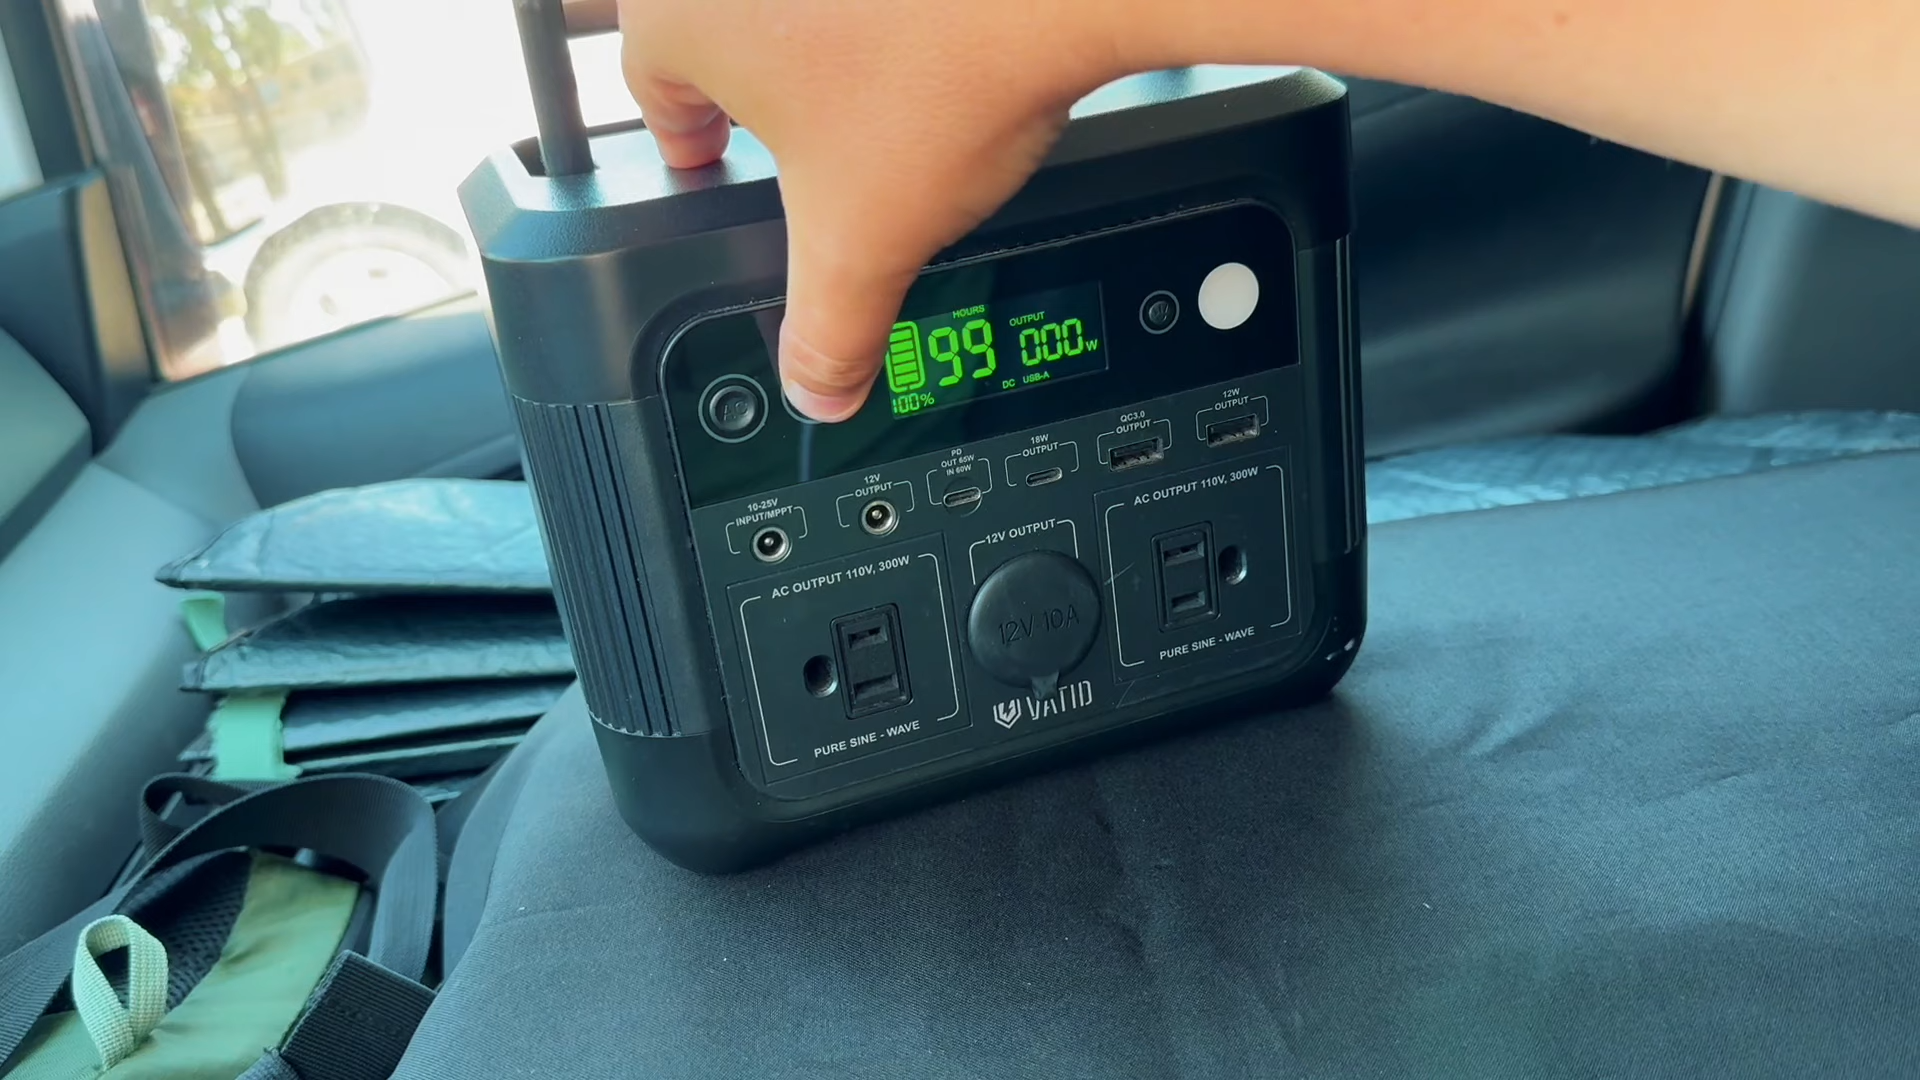 HOURS
99
OUTPUT
000W
DC USB-A
100%
AC
10-25V
INPUT/MPPT
12V
OUTPUT
PD
OUT 65W
IN 60W
18W
OUTPUT
QC3.0
OUTPUT
12W
OUTPUT
AC OUTPUT 110V, 300W
PURE SINE - WAVE
12V OUTPUT
12V 10A
VATID
AC OUTPUT 110V, 300W
PURE SINE - WAVE